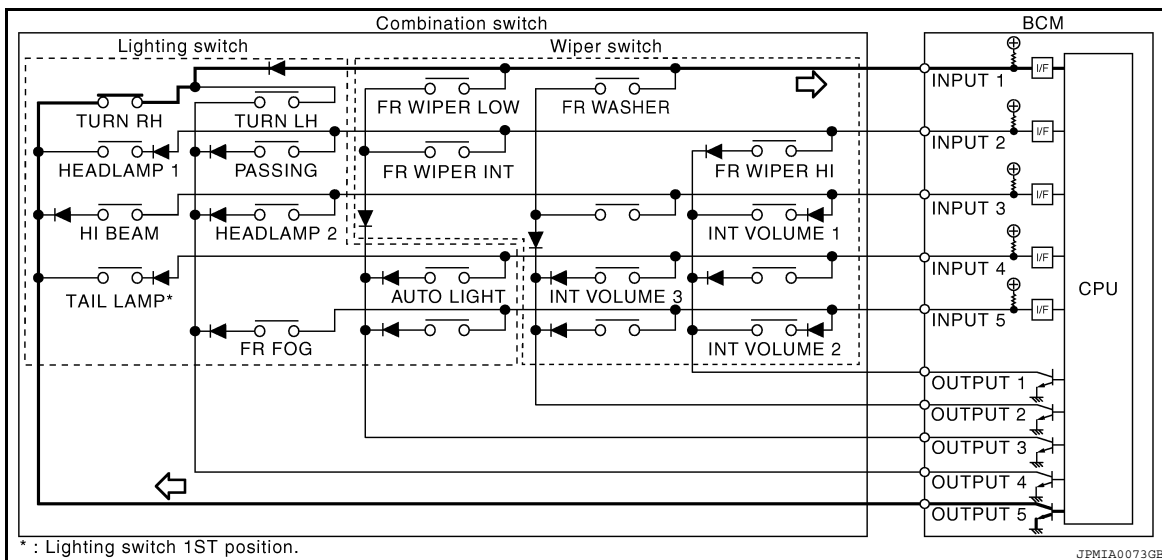 Combination switch
BCM
Lighting switch
Wiper switch
INPUT 1
I/F
TURN RH
TURN LH
FR WIPER LOW
FR WASHER
INPUT 2
I/F
HEADLAMP 1
PASSING
FR WIPER INT
FR WIPER HI
INPUT 3
I/F
HI BEAM
HEADLAMP 2
INT VOLUME 1
INPUT 4
I/F
CPU
TAIL LAMP*
AUTO LIGHT
INT VOLUME 3
INPUT 5
I/F
FR FOG
INT VOLUME 2
OUTPUT 1
OUTPUT 2
OUTPUT 3
OUTPUT 4
OUTPUT 5
* : Lighting switch 1ST position.
JPMIA0073GB